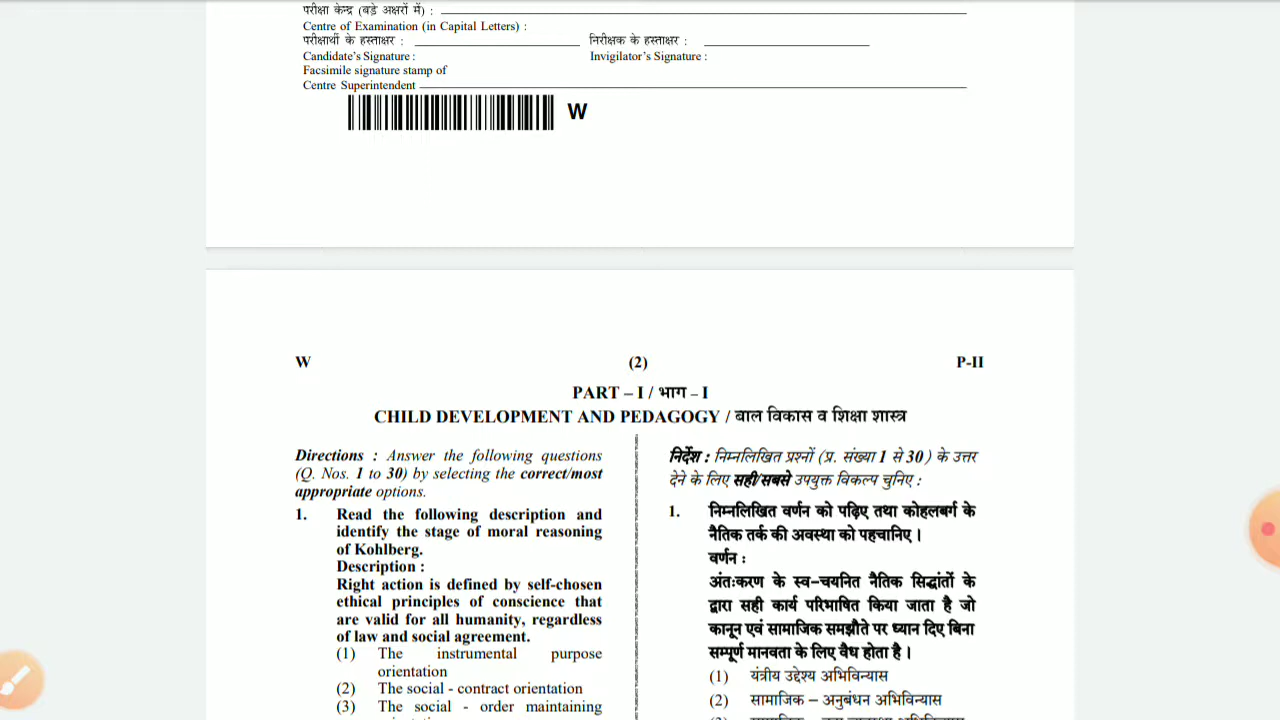 परीक्षा केन्द्र (बड़े अक्षरों में) :
Centre of Examination (in Capital Letters) :
परीक्षार्थी के हस्ताक्षर : निरीक्षक के हस्ताक्षर :
Candidate's Signature : Invigilator's Signature :
Facsimile signature stamp of
Centre Superintendent
W
W (2) P-II
PART – I / भाग – I
CHILD DEVELOPMENT AND PEDAGOGY / बाल विकास व शिक्षा शास्त्र
Directions : Answer the following questions
(Q. Nos. 1 to 30) by selecting the correct/most
appropriate options.
1. Read the following description and
identify the stage of moral reasoning
of Kohlberg.
Description :
Right action is defined by self-chosen
ethical principles of conscience that
are valid for all humanity, regardless
of law and social agreement.
(1) The instrumental purpose
orientation
(2) The social - contract orientation
(3) The social - order maintaining
निर्देश : निम्नलिखित प्रश्नों (प्र. संख्या 1 से 30) के उत्तर
देने के लिए सही/सबसे उपयुक्त विकल्प चुनिए :
1. निम्नलिखित वर्णन को पढ़िए तथा कोहलबर्ग के
नैतिक तर्क की अवस्था को पहचानिए ।
वर्णन :
अंतःकरण के स्व–चयनित नैतिक सिद्धांतों के
द्वारा सही कार्य परिभाषित किया जाता है जो
कानून एवं सामाजिक समझौते पर ध्यान दिए बिना
सम्पूर्ण मानवता के लिए वैध होता है ।
(1) यंत्रीय उद्देश्य अभिविन्यास
(2) सामाजिक – अनुबंधन अभिविन्यास